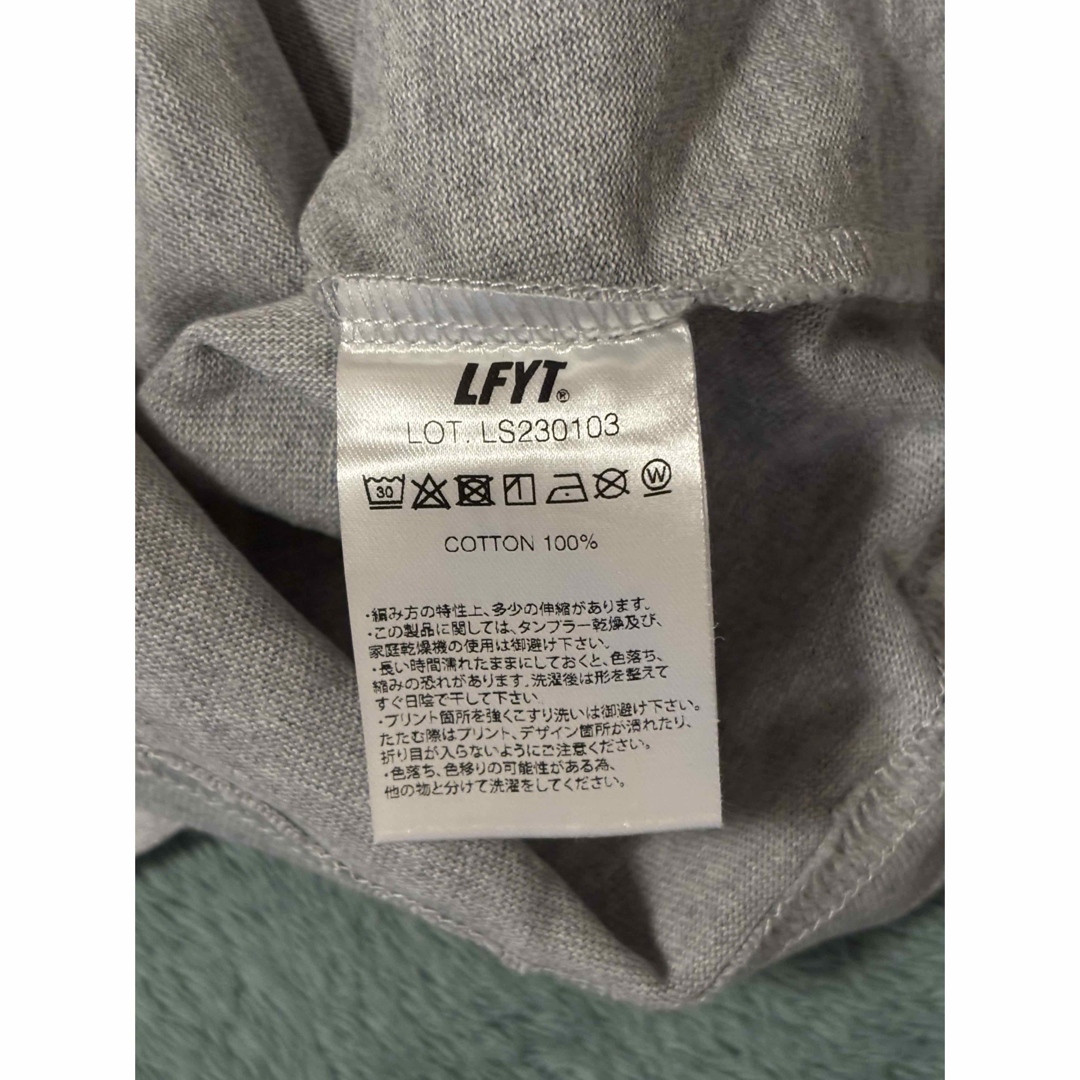 LFYT®
LOT. LS230103
30 W
COTTON 100%
・編み方の特性上、多少の伸縮があります。
・この製品に関しては、タンブラー乾燥及び、
家庭乾燥機の使用は御避け下さい。
・長い時間濡れたままにしておくと、色落ち、
縮みの恐れがあります。洗濯後は形を整えて
すぐ日陰で干して下さい
・プリント箇所を強くこすり洗いは御避け下さい。
たたむ際はプリント、デザイン箇所が潰れたり、
折り目が入らないようにご注意ください。
・色落ち、色移りの可能性がある為、
他の物と分けて洗濯をしてください。